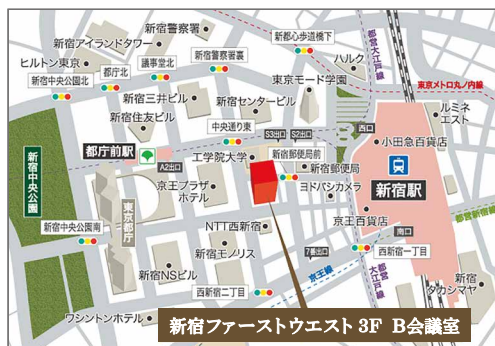 新宿警察署
新宿アイランドタワー
新都心歩道橋下
都営大江戸線
ヒルトン東京
議事堂北
新宿警察署裏
ハルク
新宿中央公園北
都庁北
東京モード学園
東京メトロ丸ノ内線
新宿三井ビル
新宿センタービル
ルミネ
エスト
新宿住友ビル
中央通り東
S3出口
S2出口
西口
小田急百貨店
都庁前駅
工学院大学
新宿郵便局前
A2出口
新宿郵便局
新宿駅
新宿中央公園
京王プラザ
ホテル
ヨドバシカメラ
東京都庁
京王百貨店
都営新宿線
新宿中央公園南
NTT西新宿
南口
新宿モノリス
7番出口
西新宿一丁目
新宿NSビル
京王線
都営
大江戸線
新宿
タカシマヤ
西新宿二丁目
ワシントンホテル
新宿ファーストウエスト 3F B会議室